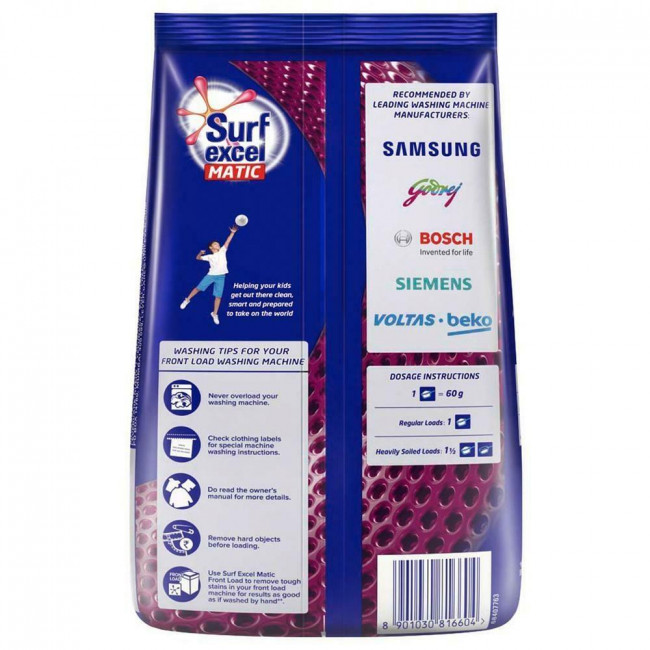 Surf
excel
MATIC
Helping your kids
get out there clean,
smart and prepared
to take on the world
WASHING TIPS FOR YOUR
FRONT LOAD WASHING MACHINE
Never overload your
washing machine.
Check clothing labels
for special machine
washing instructions.
Do read the owner's
manual for more details.
Remove hard objects
before loading.
FRONT
LOAD
Use Surf Excel Matic
Front Load to remove tough
stains in your front load
machine for results as good
as if washed by hand**.
RECOMMENDED BY
LEADING WASHING MACHINE
MANUFACTURERS.
SAMSUNG
Godrej
BOSCH
Invented for life
SIEMENS
VOLTAS · beko
DOSAGE INSTRUCTIONS
1 = 60g
Regular Loads: 1
Heavily Soiled Loads: 1½
8 901030 816604 >
68407763